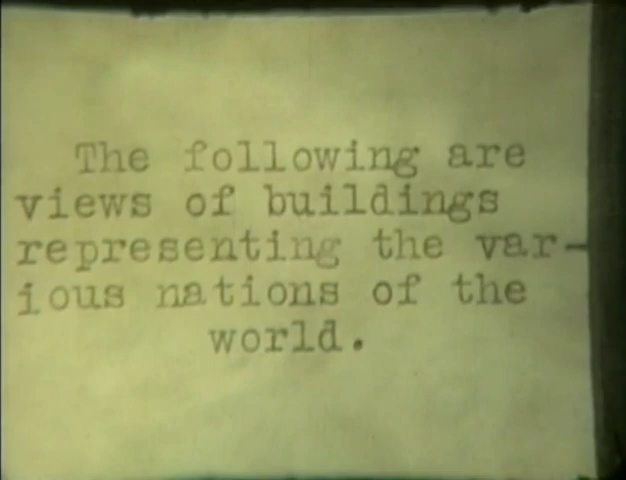 The following are
views of buildings
representing the var-
ious nations of the
world.